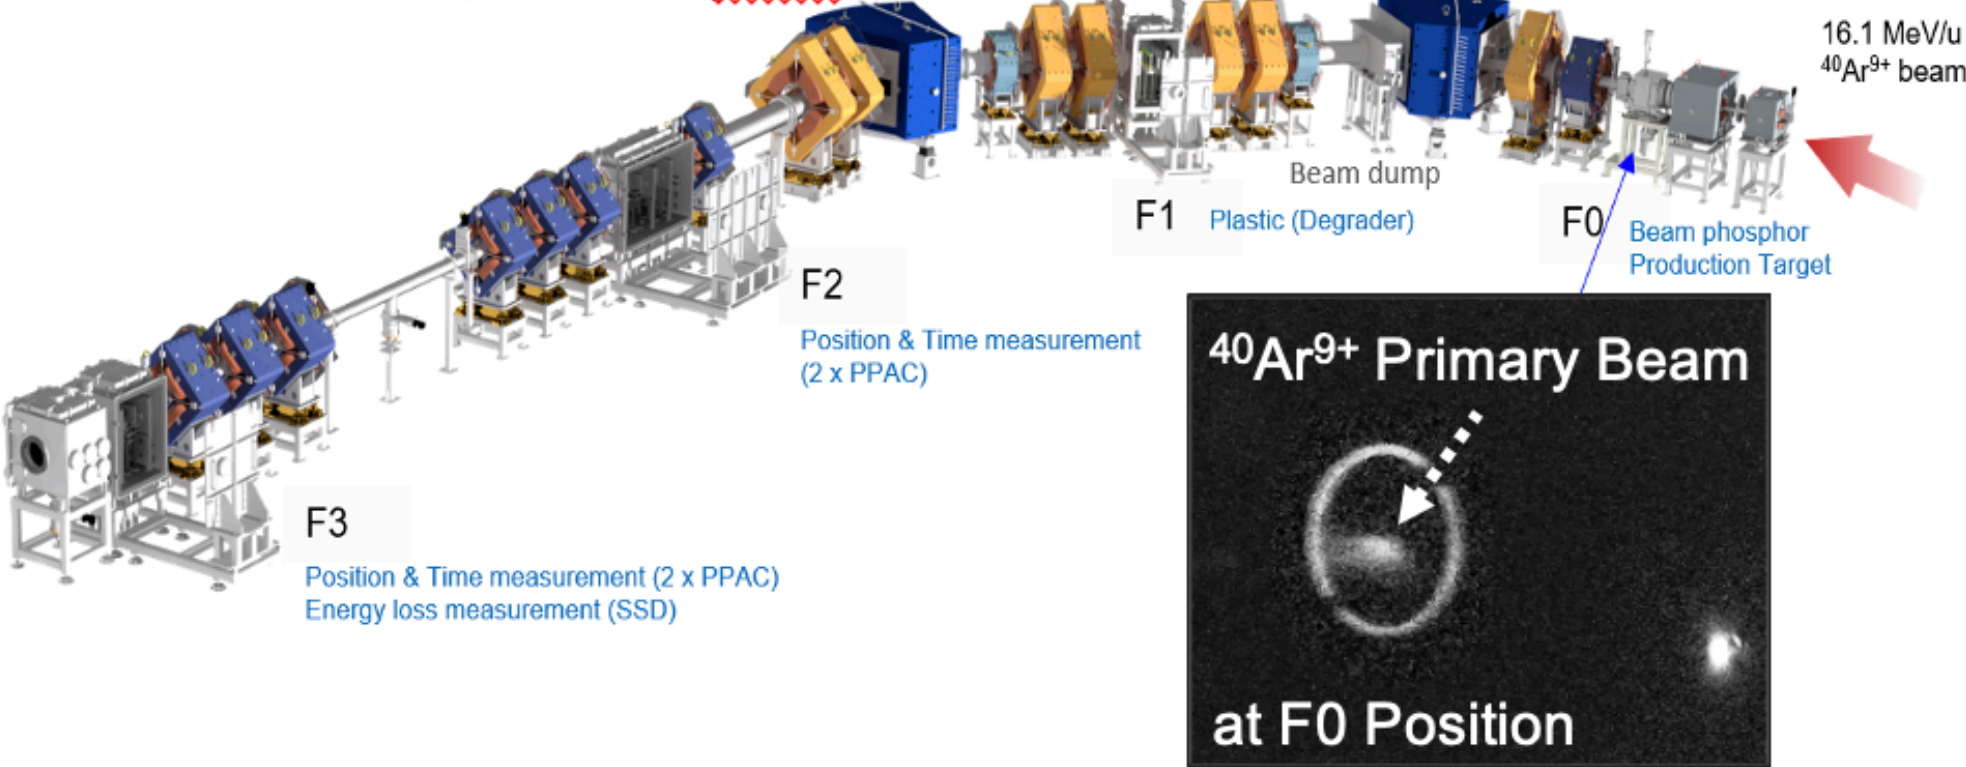 16.1 MeV/u
⁴⁰Ar⁹⁺ beam
Beam dump
F1
Plastic (Degrader)
F0
Beam phosphor
Production Target
F2
Position & Time measurement
(2 x PPAC)
⁴⁰Ar⁹⁺ Primary Beam
at F0 Position
F3
Position & Time measurement (2 x PPAC)
Energy loss measurement (SSD)